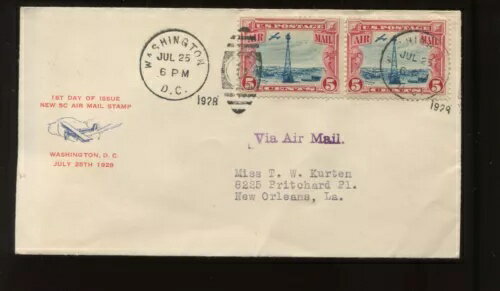 WASHINGTON
JUL 25
6 PM
D.C.
1928
U.S. POSTAGE
AIR MAIL
5 CENTS 5
U.S. POSTAGE
AIR MAIL
5 CENTS 5
JUL 2
1928
1ST DAY OF ISSUE
NEW 5C AIR MAIL STAMP
WASHINGTON, D.C.
JULY 25TH 1928
Via Air Mail.
Miss T. W. Kurten
8225 Pritchard Pl.
New Orleans, La.